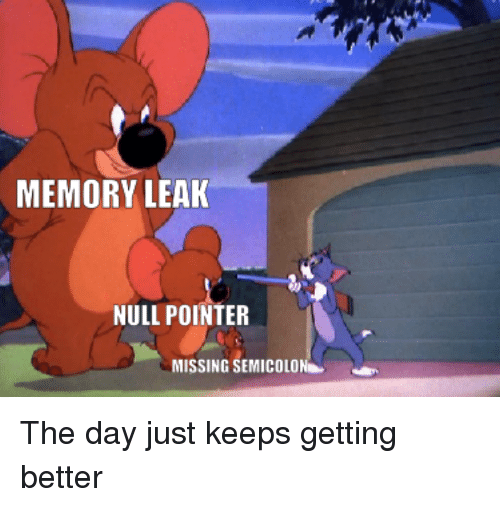 MEMORY LEAK
NULL POINTER
MISSING SEMICOLON
The day just keeps getting
better